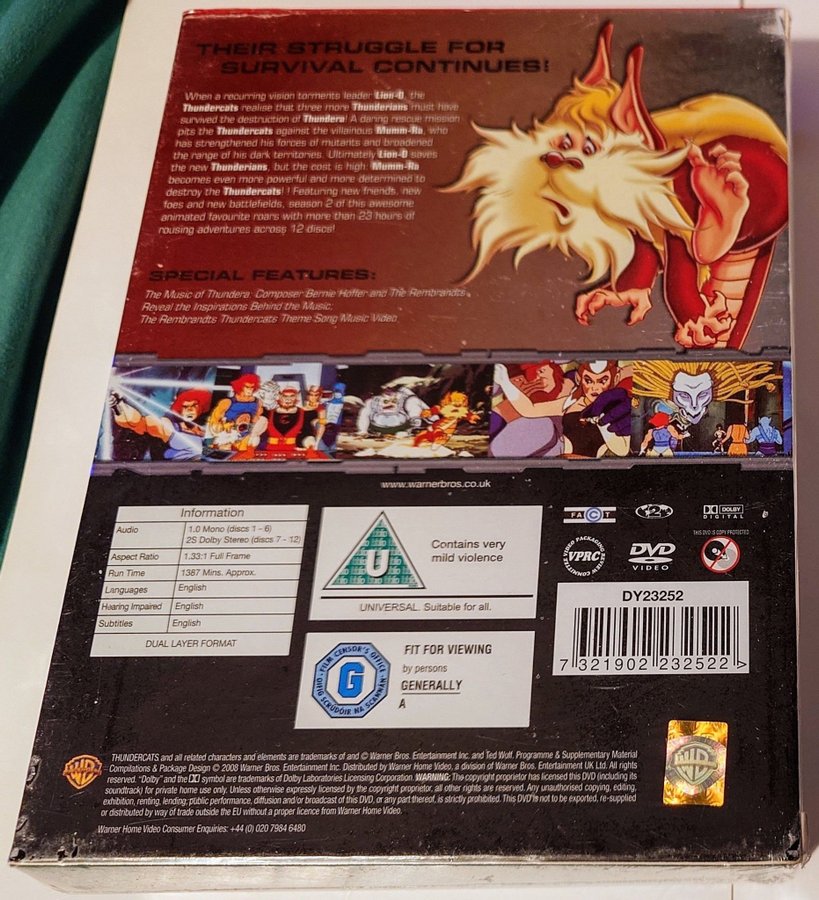 THEIR STRUGGLE FOR
SURVIVAL CONTINUES!
When a recurring vision torments leader Lion-O, the
Thundercats realise that three more Thunderians must have
survived the destruction of Thundera! A daring rescue mission
pits the Thundercats against the villainous Mumm-Ra, who
has strengthened his forces of mutants and broadened
the range of his dark territories. Ultimately Lion-O saves
the new Thunderians, but the cost is high: Mumm-Ra
becomes even more powerful and more determined to
destroy the Thundercats! ! Featuring new friends, new
foes and new battlefields, season 2 of this awesome
animated favourite roars with more than 23 hours of
rousing adventures across 12 discs!
SPECIAL FEATURES:
The Music of Thundera: Composer Bernie Hoffer and The Rembrandts
Reveal the Inspirations Behind the Music;
The Rembrandts Thundercats Theme Song Music Video
www.warnerbros.co.uk
Information
Audio 1.0 Mono (discs 1 - 6)
2S Dolby Stereo (discs 7 - 12)
Aspect Ratio 1.33:1 Full Frame
Run Time 1387 Mins. Approx.
Languages English
Hearing Impaired English
Subtitles English
DUAL LAYER FORMAT
U
Contains very
mild violence
UNIVERSAL. Suitable for all.
FILM CENSOR'S OFFICE
OIFIG SCRÚDÓIR NA SCANNÁN
G
FIT FOR VIEWING
by persons
GENERALLY
A
FACT
DOLBY
DIGITAL
VIDEO PACKAGING REVIEW COMMITTEE
VPRC
DVD
VIDEO
THIS DVD IS COPY PROTECTED
DY23252
7 321902 232522 >
THUNDERCATS and all related characters and elements are trademarks of and © Warner Bros. Entertainment Inc. and Ted Wolf. Programme & Supplementary Material
Compilations & Package Design © 2008 Warner Bros. Entertainment Inc. Distributed by Warner Home Video, a division of Warner Bros. Entertainment UK Ltd. All rights
reserved. "Dolby" and the DD symbol are trademarks of Dolby Laboratories Licensing Corporation. WARNING: The copyright proprietor has licensed this DVD (including its
soundtrack) for private home use only. Unless otherwise expressly licensed by the copyright proprietor, all other rights are reserved. Any unauthorised copying, editing,
exhibition, renting, lending, public performance, diffusion and/or broadcast of this DVD, or any part thereof, is strictly prohibited. This DVD is not to be exported, re-supplied
or distributed by way of trade outside the EU without a proper licence from Warner Home Video.
Warner Home Video Consumer Enquiries: +44 (0) 020 7984 6480